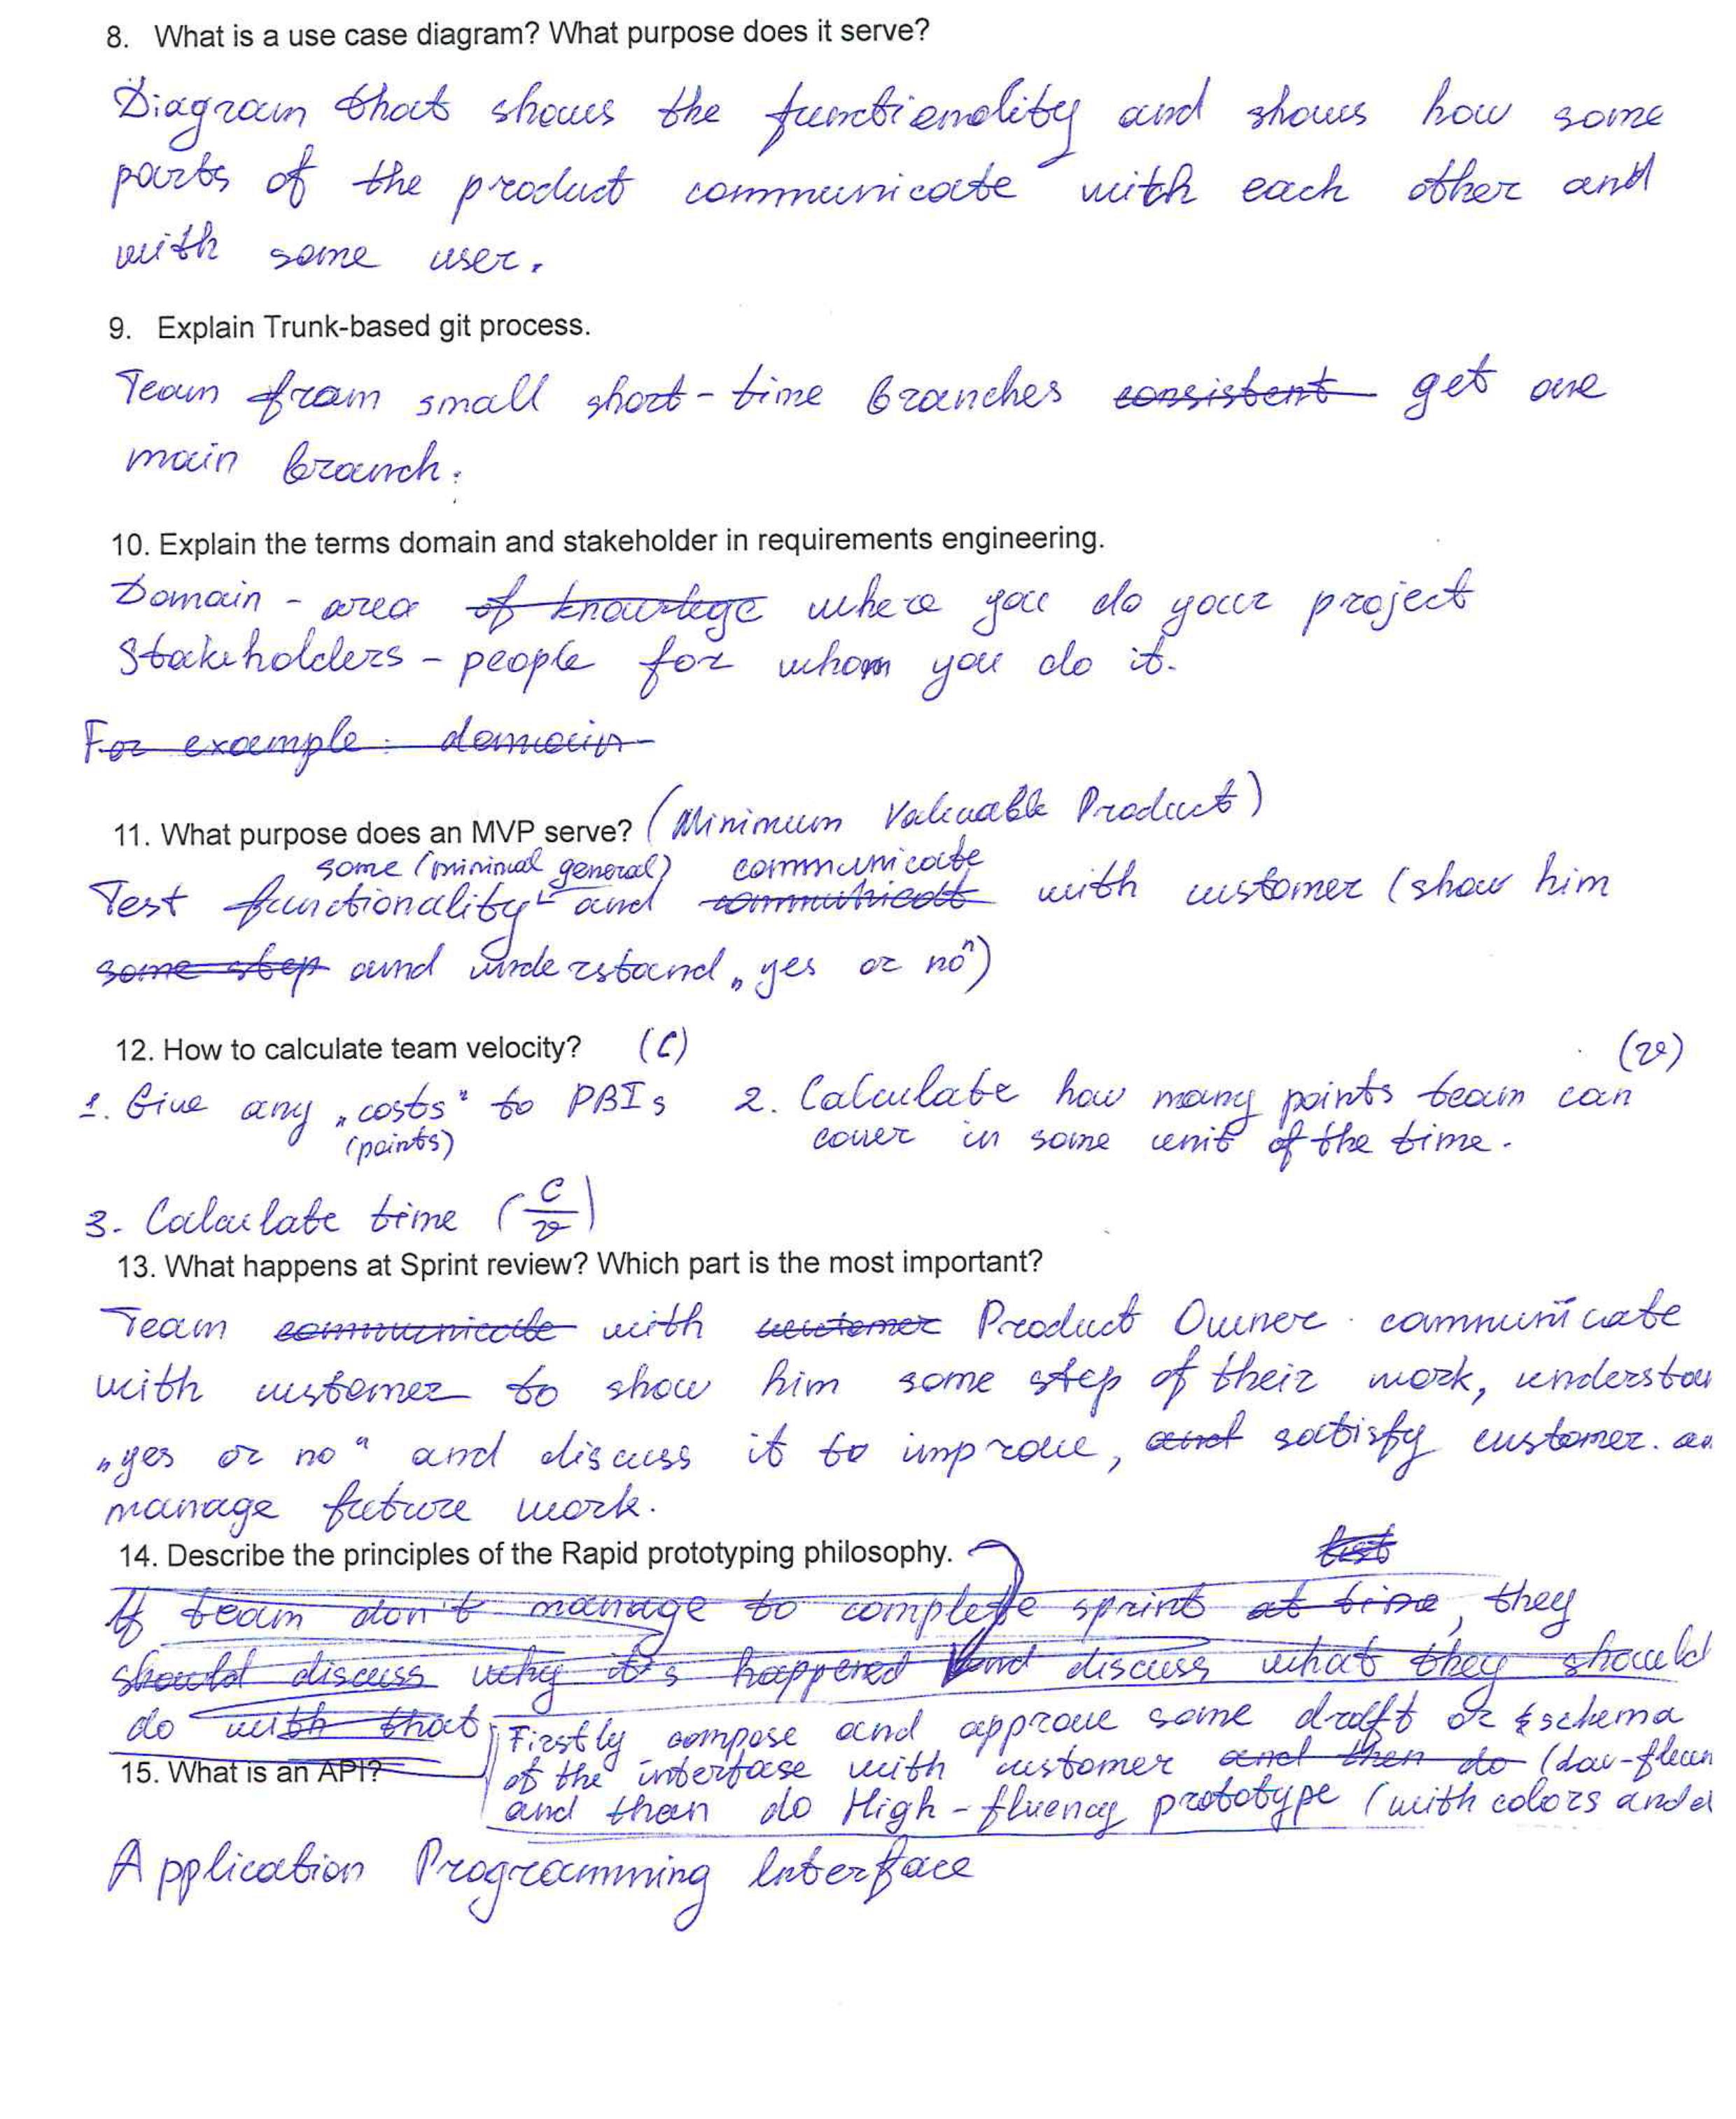 8. What is a use case diagram? What purpose does it serve?
Diagram that shows the functionality and shows how some
parts of the product communicate with each other and
with some user.
9. Explain Trunk-based git process.
Team from small short-time branches consistent get one
main branch.
10. Explain the terms domain and stakeholder in requirements engineering.
Domain - area of knowlege where you do your project
Stakeholders - people for whom you do it.
For example: domain
11. What purpose does an MVP serve? (Minimum Valuable Product)
some (minimal general) communicate
Test functionality and communicate with customer (show him
some step and understand „yes or no")
12. How to calculate team velocity? (C) (v)
1. Give any „costs" to PBIs 2. Calculate how many points team can
(points) cover in some unit of the time.
3. Calculate time (C/v)
13. What happens at Sprint review? Which part is the most important?
Team communicate with customer Product Owner communicate
with customer to show him some step of their work, understan
„yes or no" and discuss it to improve, and satisfy customer. an
manage future work.
14. Describe the principles of the Rapid prototyping philosophy.
If team don't manage to complete sprint at time, they
should discuss why it's happened and discuss what they should
do with that
Firstly compose and approve some draft or schema
15. What is an API?
of the interfase with customer and then do (low-fluen
and then do High-fluency prototype (with colors and
Application Programming Interface